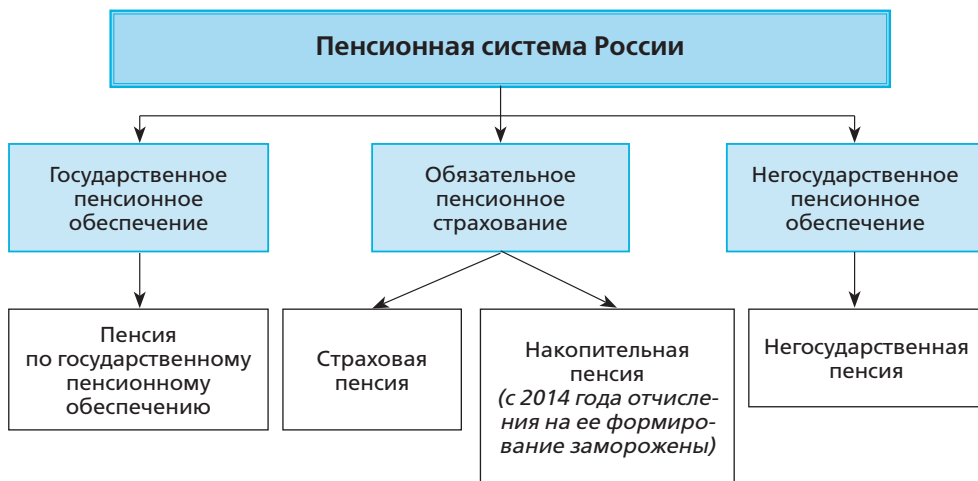 Пенсионная система России
Государственное
пенсионное
обеспечение
Обязательное
пенсионное
страхование
Негосударственное
пенсионное
обеспечение
Пенсия
по государственному
пенсионному
обеспечению
Страховая
пенсия
Накопительная
пенсия
(с 2014 года отчисле-
ния на ее формиро-
вание заморожены)
Негосударственная
пенсия